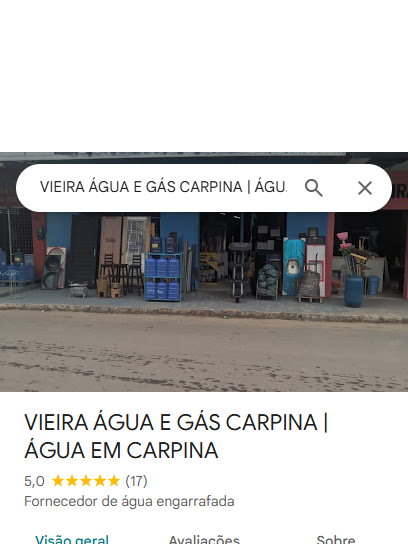 VIEIRA ÁGUA E GÁS CARPINA | ÁGU
VIEIRA ÁGUA E GÁS CARPINA |
ÁGUA EM CARPINA
5,0 (17)
Fornecedor de água engarrafada
Visão geral Avaliações Sobre